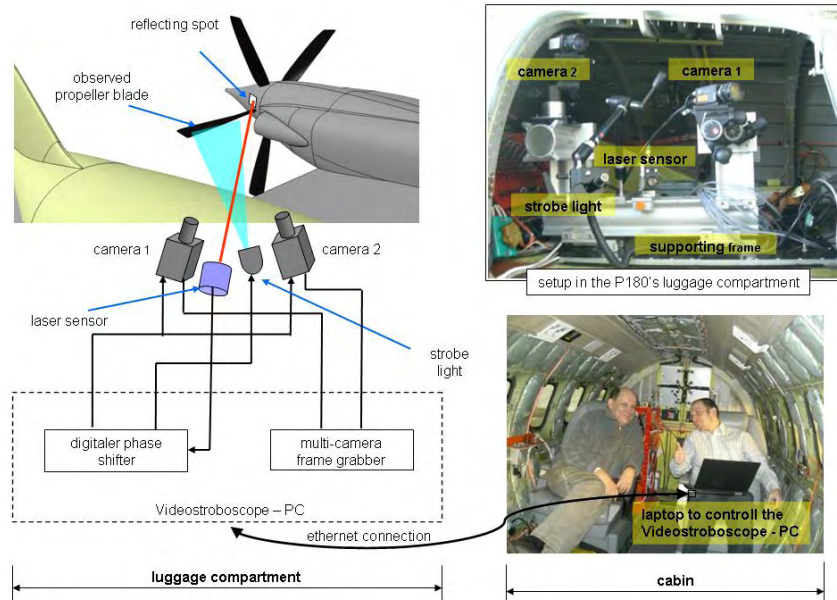 reflecting spot
observed
propeller blade
camera 1
camera 2
laser sensor
strobe
light
digitaler phase
shifter
multi-camera
frame grabber
Videostroboscope – PC
ethernet connection
luggage compartment
camera 2
camera 1
laser sensor
strobe light
supporting frame
setup in the P180's luggage compartment
laptop to controll the
Videostroboscope - PC
cabin